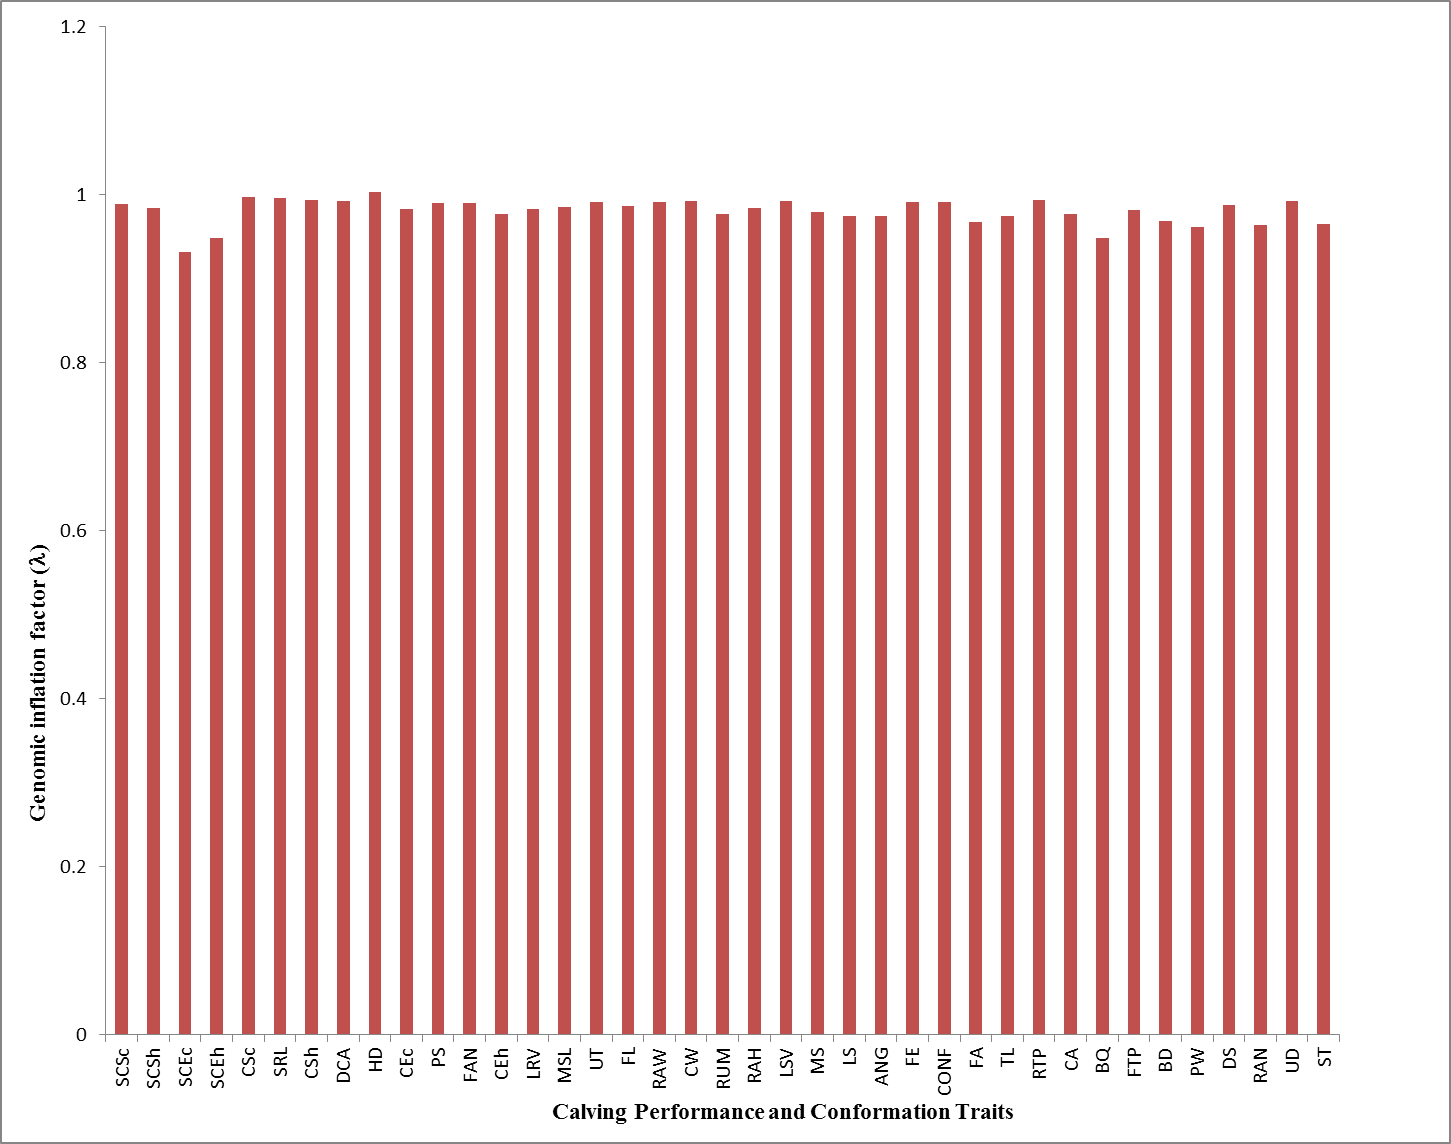 1.2
1
0.8
0.6
0.4
0.2
0
Genomic inflation factor (λ)
SCSc
SCSh
SCEc
SCEh
CSc
SRL
CSh
DCA
HD
CEc
PS
FAN
CEh
LRV
MSL
UT
FL
RAW
CW
RUM
RAH
LSV
MS
LS
ANG
FE
CONF
FA
TL
RTP
CA
BQ
FTP
BD
PW
DS
RAN
UD
ST
Calving Performance and Conformation Traits